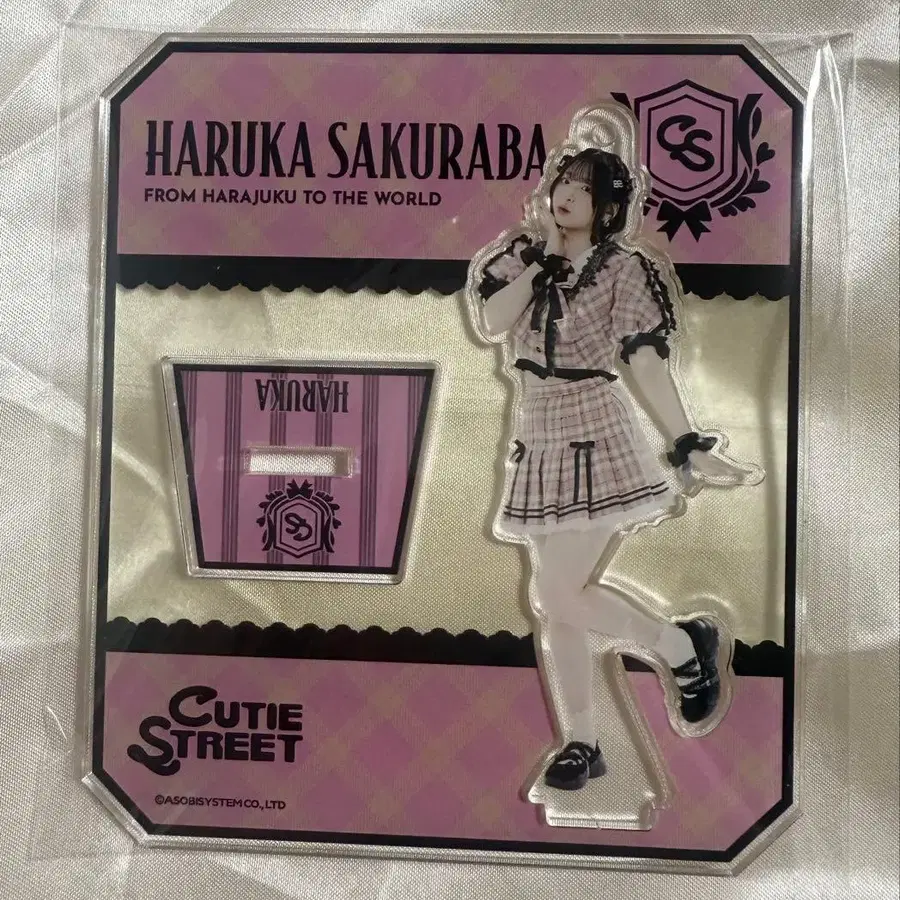 HARUKA SAKURABA
FROM HARAJUKU TO THE WORLD
CS
HARUKA
CS
CUTIE
STREET
©ASOBISYSTEM CO., LTD